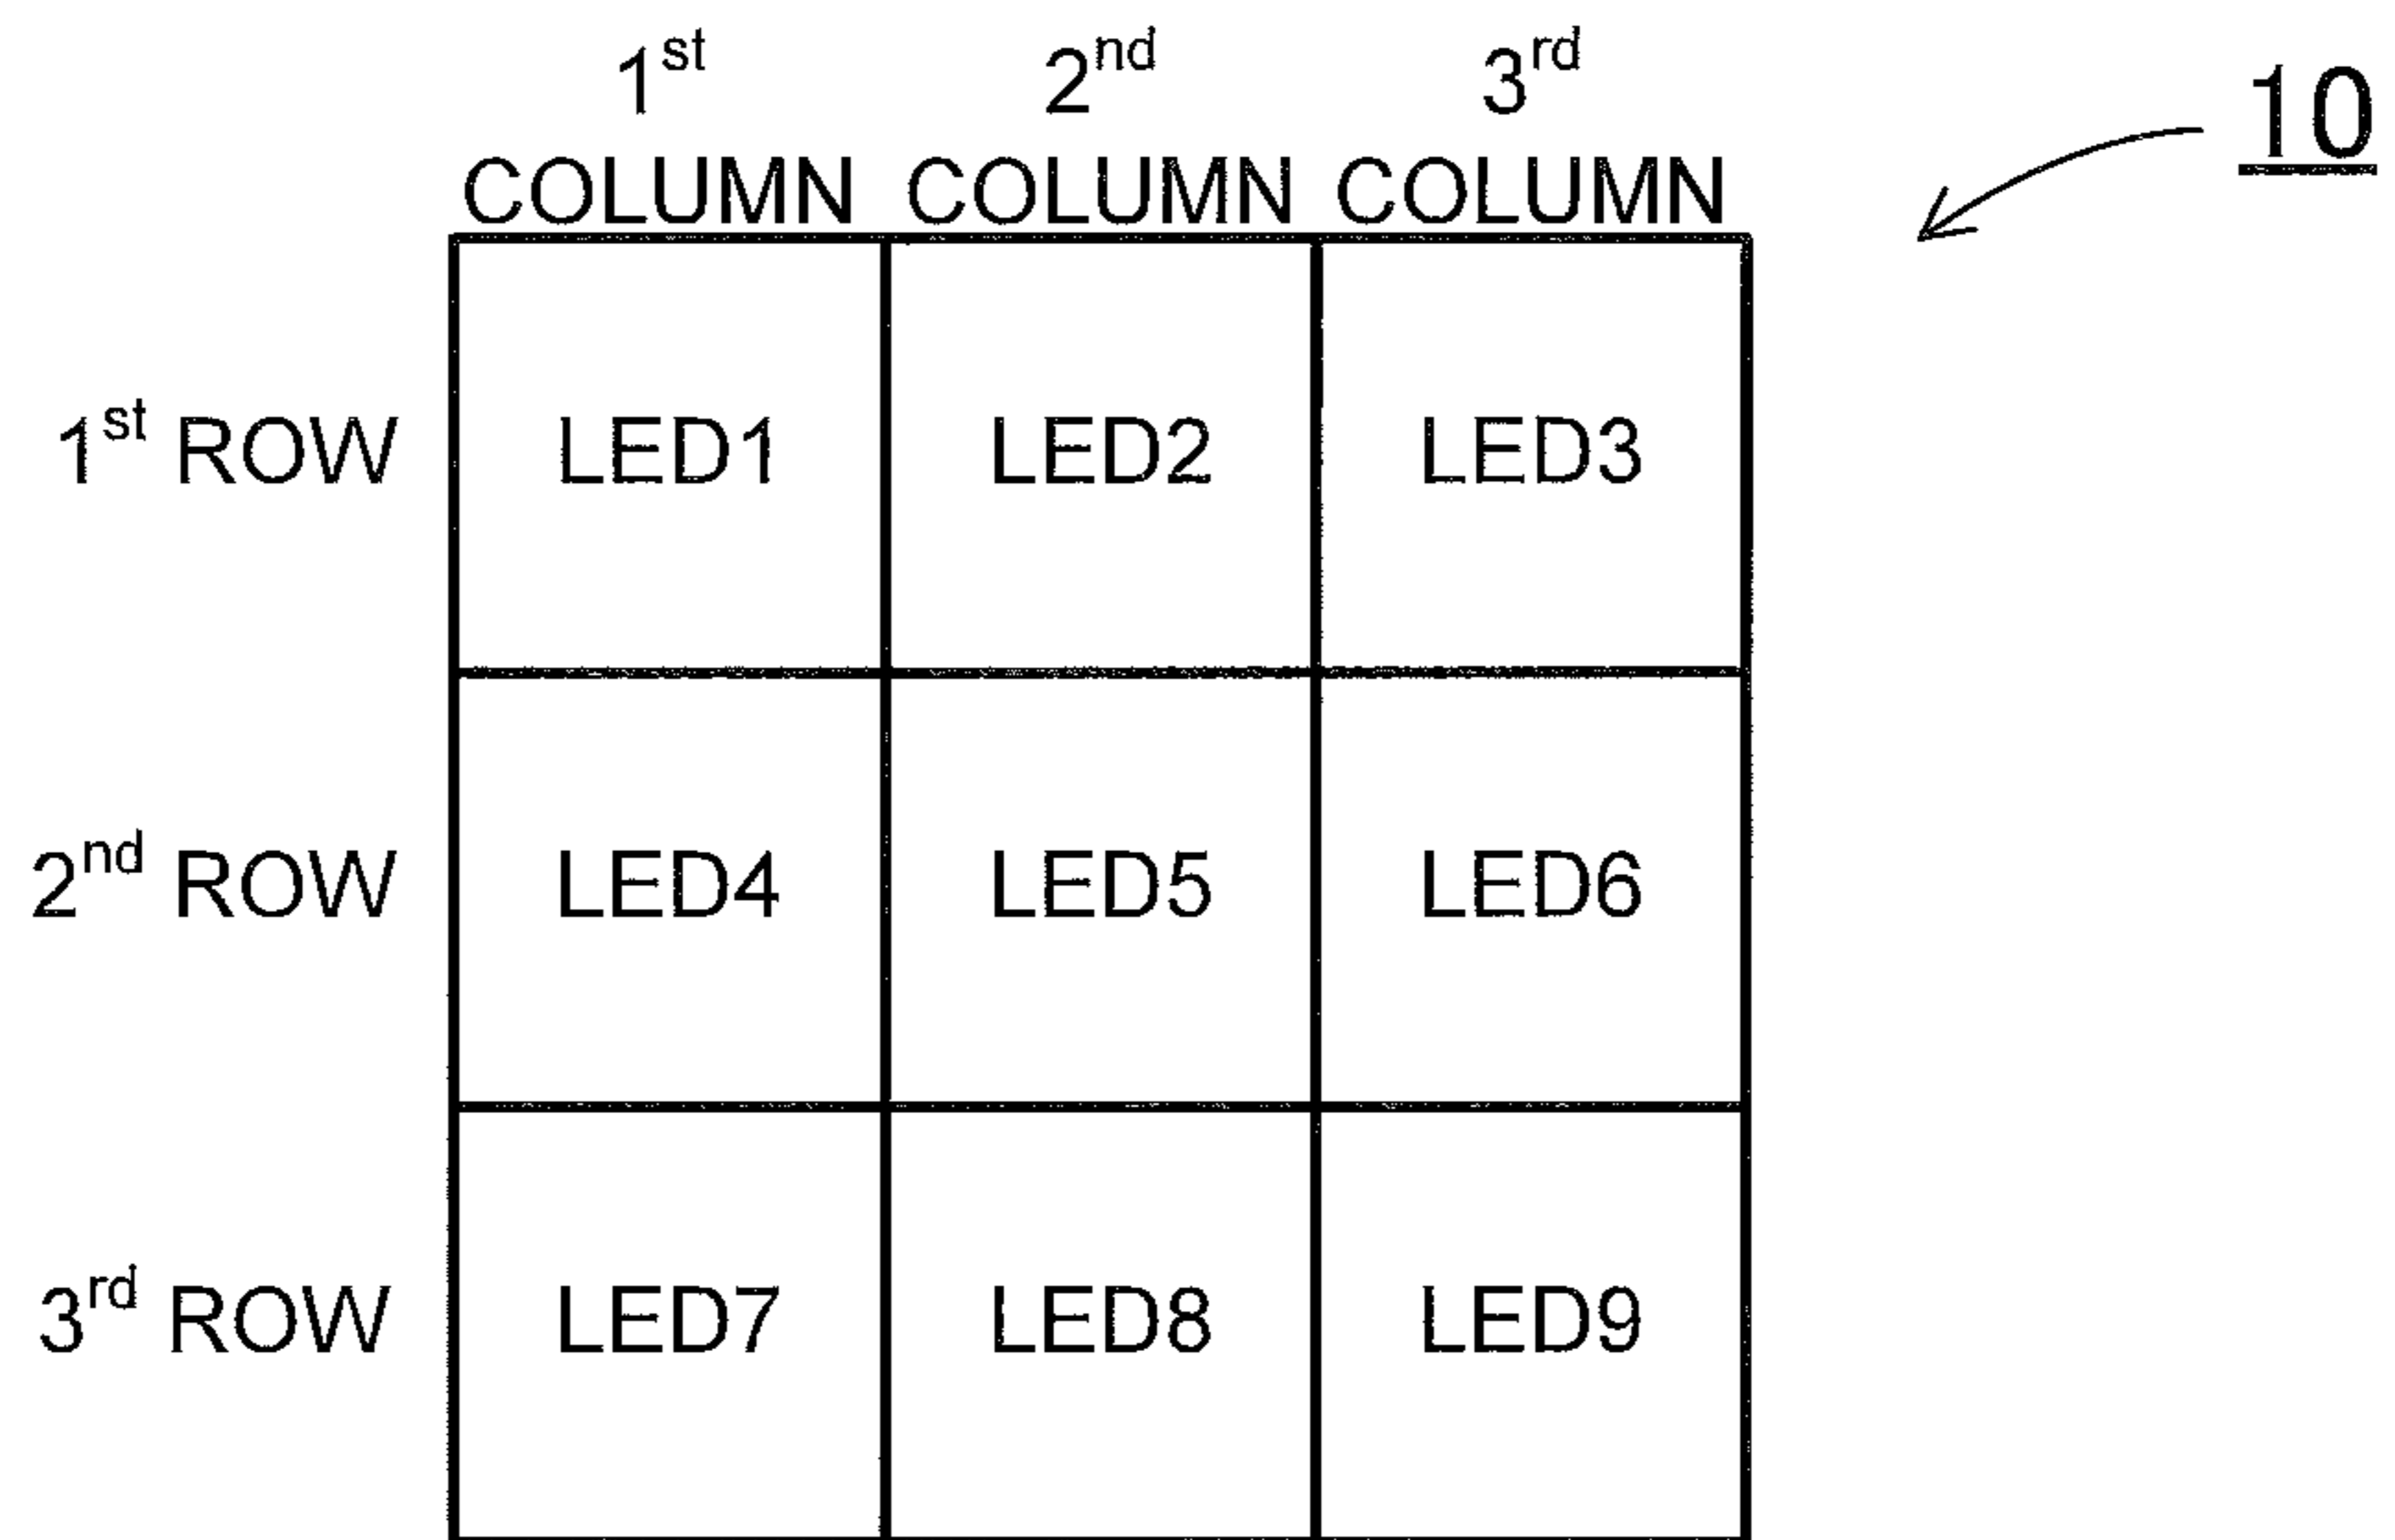 1st 2nd 3rd 10
COLUMN COLUMN COLUMN
1st ROW LED1 LED2 LED3
2nd ROW LED4 LED5 LED6
3rd ROW LED7 LED8 LED9